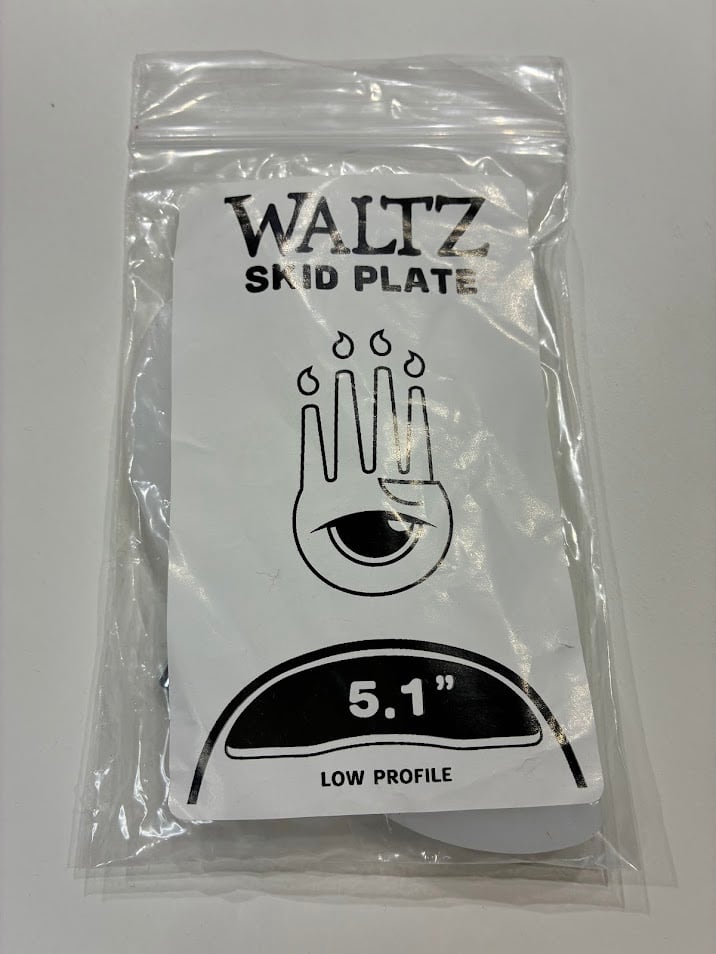 WALTZ
SKID PLATE
5.1”
LOW PROFILE